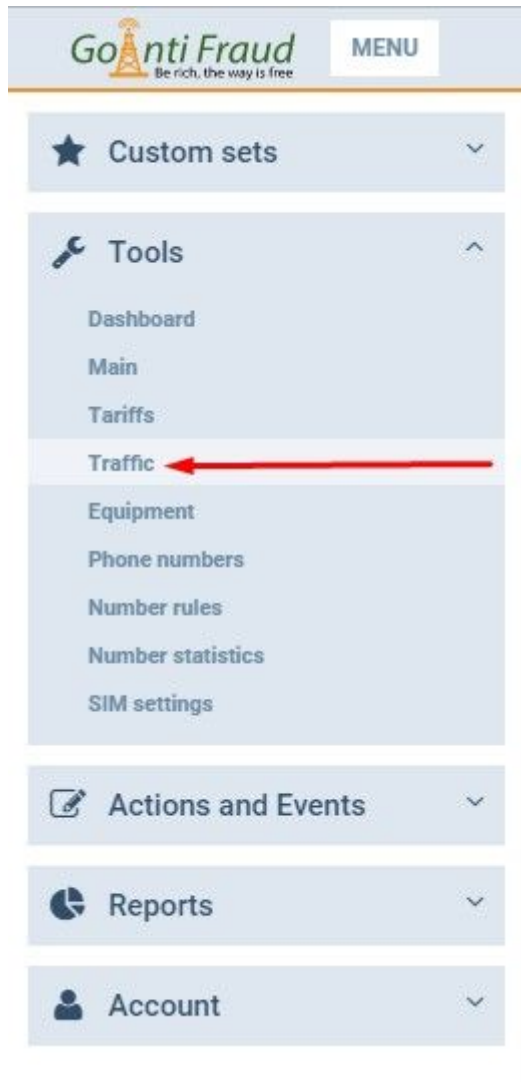 GoAnti Fraud
Be rich, the way is free
MENU
Custom sets
Tools
Dashboard
Main
Tariffs
Traffic
Equipment
Phone numbers
Number rules
Number statistics
SIM settings
Actions and Events
Reports
Account